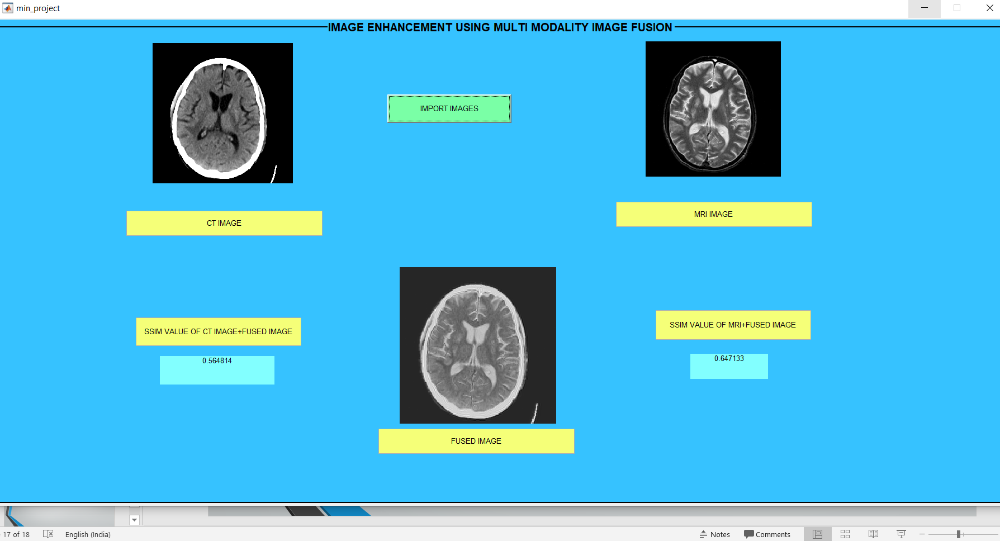 min_project
IMAGE ENHANCEMENT USING MULTI MODALITY IMAGE FUSION
IMPORT IMAGES
CT IMAGE
MRI IMAGE
SSIM VALUE OF CT IMAGE+FUSED IMAGE
0.564814
SSIM VALUE OF MRI+FUSED IMAGE
0.647133
FUSED IMAGE
17 of 18
English (India)
Notes
Comments